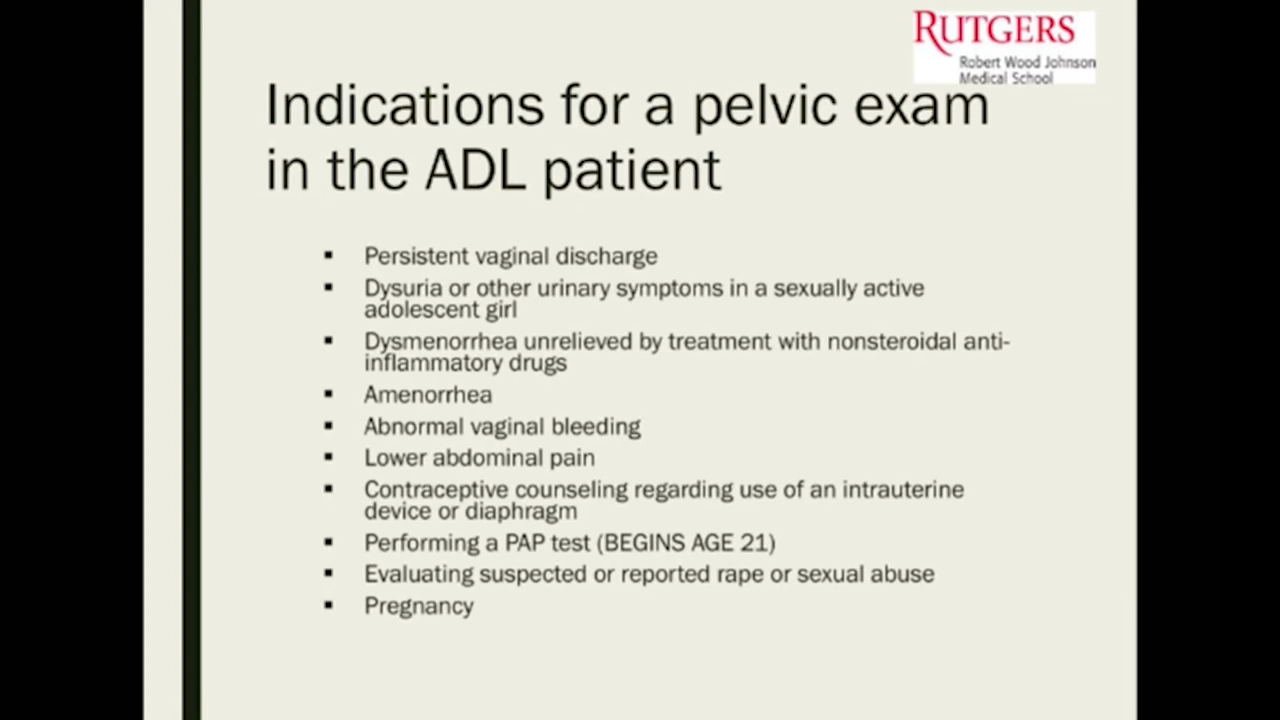 RUTGERS
Robert Wood Johnson
Medical School
Indications for a pelvic exam
in the ADL patient
▪ Persistent vaginal discharge
▪ Dysuria or other urinary symptoms in a sexually active
adolescent girl
▪ Dysmenorrhea unrelieved by treatment with nonsteroidal anti-
inflammatory drugs
▪ Amenorrhea
▪ Abnormal vaginal bleeding
▪ Lower abdominal pain
▪ Contraceptive counseling regarding use of an intrauterine
device or diaphragm
▪ Performing a PAP test (BEGINS AGE 21)
▪ Evaluating suspected or reported rape or sexual abuse
▪ Pregnancy